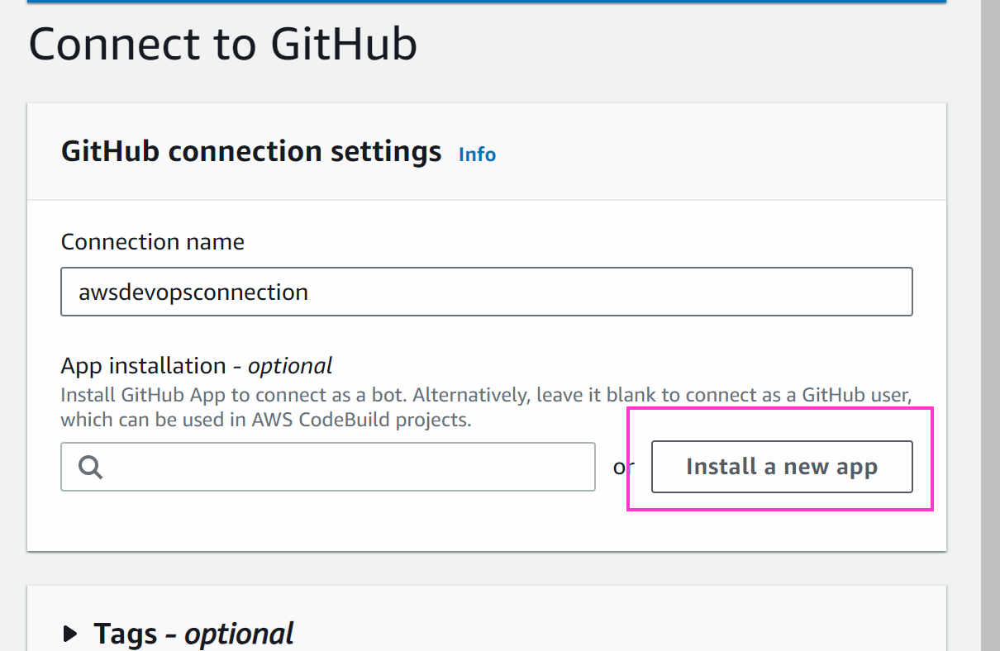 Connect to GitHub
GitHub connection settings Info
Connection name
awsdevopsconnection
App installation - optional
Install GitHub App to connect as a bot. Alternatively, leave it blank to connect as a GitHub user,
which can be used in AWS CodeBuild projects.
or Install a new app
Tags - optional